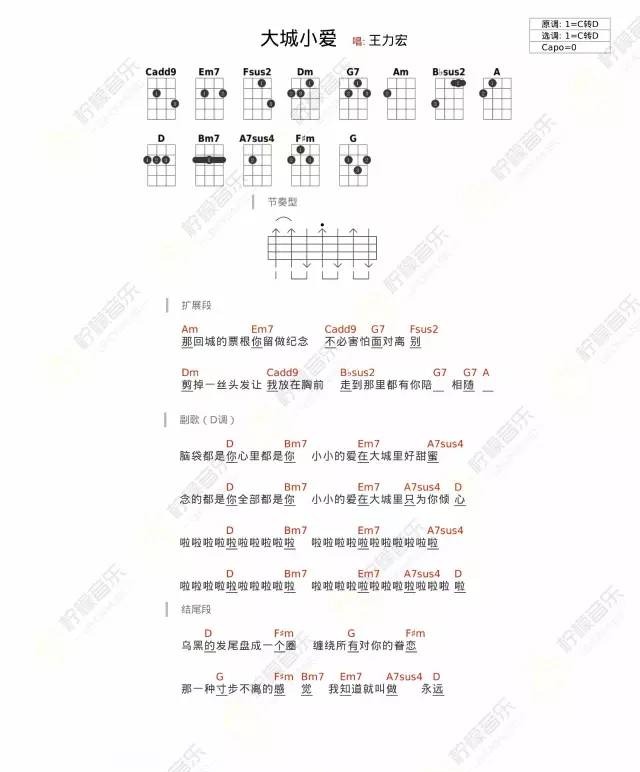 大城小爱 唱: 王力宏
原调: 1=C转D
选调: 1=C转D
Capo=0
Cadd9 Em7 Fsus2 Dm G7 Am B♭sus2 A
D Bm7 A7sus4 F♯m G
节奏型
扩展段
Am Em7 Cadd9 G7 Fsus2
那回城的票根你留做纪念 不必害怕面对离 别
Dm Cadd9 B♭sus2 G7 G7 A
剪掉一丝头发让 我放在胸前 走到那里都有你陪__ 相随 __
副歌（D调）
D Bm7 Em7 A7sus4
脑袋都是你心里都是你 小小的爱在大城里好甜蜜
D Bm7 Em7 A7sus4 D
念的都是你全部都是你 小小的爱在大城里只为你倾 心
D Bm7 Em7 A7sus4
啦啦啦啦啦啦啦啦啦啦 啦啦啦啦啦啦啦啦啦啦啦
D Bm7 Em7 A7sus4 D
啦啦啦啦啦啦啦啦啦啦 啦啦啦啦啦啦啦啦啦啦啦啦 啦
结尾段
D F♯m G F♯m
乌黑的发尾盘成一个圈 缠绕所有对你的眷恋
G F♯m Bm7 Em7 A7sus4 D
那一种寸步不离的感 觉 我知道就叫做 永远
柠檬音乐